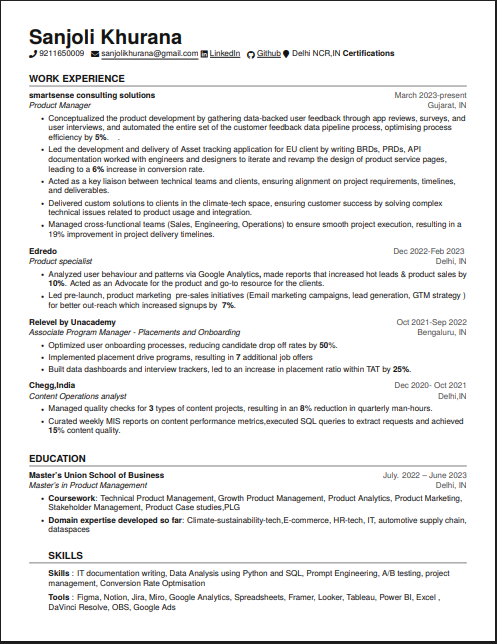 Sanjoli Khurana
9211650009 sanjolikhurana@gmail.com LinkedIn Github Delhi NCR,IN Certifications
WORK EXPERIENCE
smartsense consulting solutions March 2023-present
Product Manager Gujarat, IN
• Conceptualized the product development by gathering data-backed user feedback through app reviews, surveys, and
user interviews, and automated the entire set of the customer feedback data pipeline process, optimising process
efficiency by 5%. .
• Led the development and delivery of Asset tracking application for EU client by writing BRDs, PRDs, API
documentation worked with engineers and designers to iterate and revamp the design of product service pages,
leading to a 6% increase in conversion rate.
• Acted as a key liaison between technical teams and clients, ensuring alignment on project requirements, timelines,
and deliverables.
• Delivered custom solutions to clients in the climate-tech space, ensuring customer success by solving complex
technical issues related to product usage and integration.
• Managed cross-functional teams (Sales, Engineering, Operations) to ensure smooth project execution, resulting in a
19% improvement in project delivery timelines.
Edredo Dec 2022-Feb 2023
Product specialist Delhi, IN
• Analyzed user behaviour and patterns via Google Analytics, made reports that increased hot leads & product sales by
10%. Acted as an Advocate for the product and go-to resource for the clients.
• Led pre-launch, product marketing pre-sales initiatives (Email marketing campaigns, lead generation, GTM strategy )
for better out-reach which increased signups by 7%.
Relevel by Unacademy Oct 2021-Sep 2022
Associate Program Manager - Placements and Onboarding Bengaluru, IN
• Optimized user onboarding processes, reducing candidate drop off rates by 50%.
• Implemented placement drive programs, resulting in 7 additional job offers
• Built data dashboards and interview trackers, led to an increase in placement ratio within TAT by 25%.
Chegg,India Dec 2020- Oct 2021
Content Operations analyst Delhi,IN
• Managed quality checks for 3 types of content projects, resulting in an 8% reduction in quarterly man-hours.
• Curated weekly MIS reports on content performance metrics,executed SQL queries to extract requests and achieved
15% content quality.
EDUCATION
Master's Union School of Business July. 2022 – June 2023
Master's in Product Management Delhi, IN
• Coursework: Technical Product Management, Growth Product Management, Product Analytics, Product Marketing,
Stakeholder Management, Product Case studies,PLG
• Domain expertise developed so far: Climate-sustainability-tech,E-commerce, HR-tech, IT, automotive supply chain,
dataspaces
SKILLS
Skills : IT documentation writing, Data Analysis using Python and SQL, Prompt Engineering, A/B testing, project
management, Conversion Rate Optmisation
Tools : Figma, Notion, Jira, Miro, Google Analytics, Spreadsheets, Framer, Looker, Tableau, Power BI, Excel ,
DaVinci Resolve, OBS, Google Ads